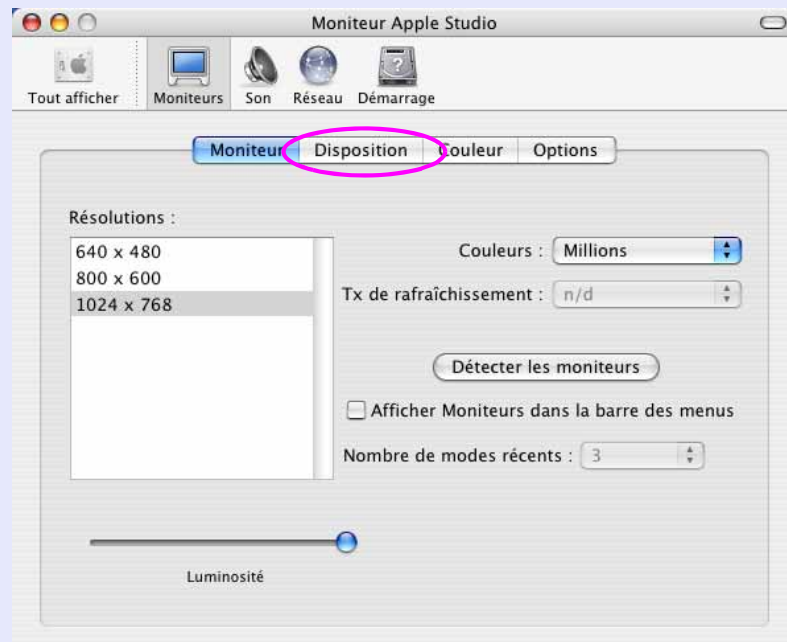 Moniteur Apple Studio
Tout afficher Moniteurs Son Réseau Démarrage
Moniteur Disposition Couleur Options
Résolutions :
640 x 480
800 x 600
1024 x 768
Couleurs : Millions
Tx de rafraîchissement : n/d
Détecter les moniteurs
Afficher Moniteurs dans la barre des menus
Nombre de modes récents : 3
Luminosité